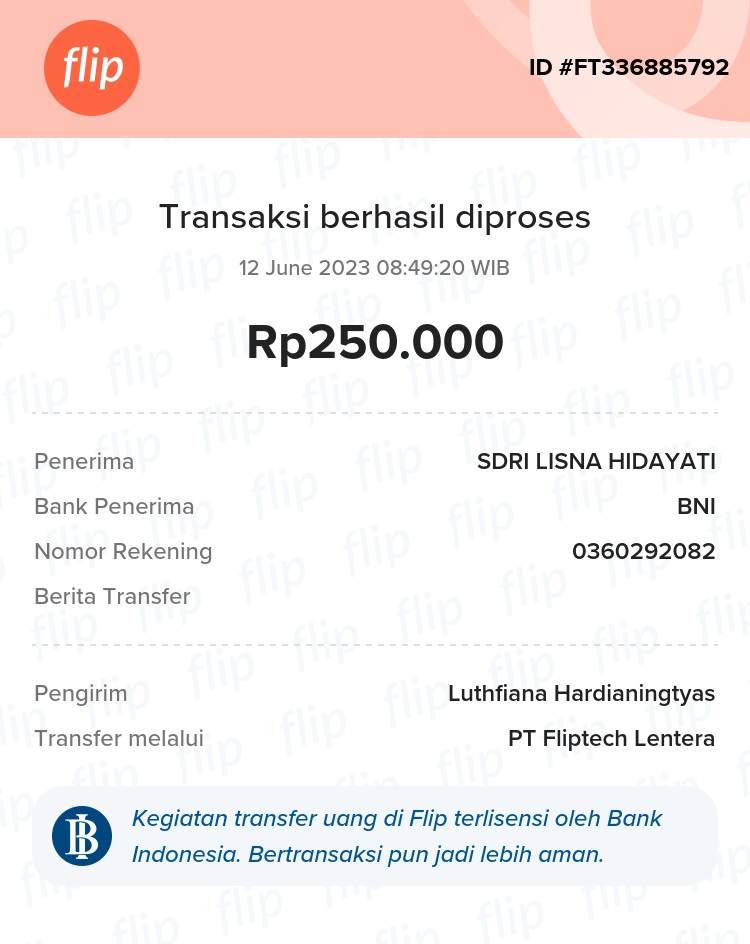 flip
ID #FT336885792
Transaksi berhasil diproses
12 June 2023 08:49:20 WIB
Rp250.000
Penerima SDRI LISNA HIDAYATI
Bank Penerima BNI
Nomor Rekening 0360292082
Berita Transfer
Pengirim Luthfiana Hardianingtyas
Transfer melalui PT Fliptech Lentera
Kegiatan transfer uang di Flip terlisensi oleh Bank
Indonesia. Bertransaksi pun jadi lebih aman.